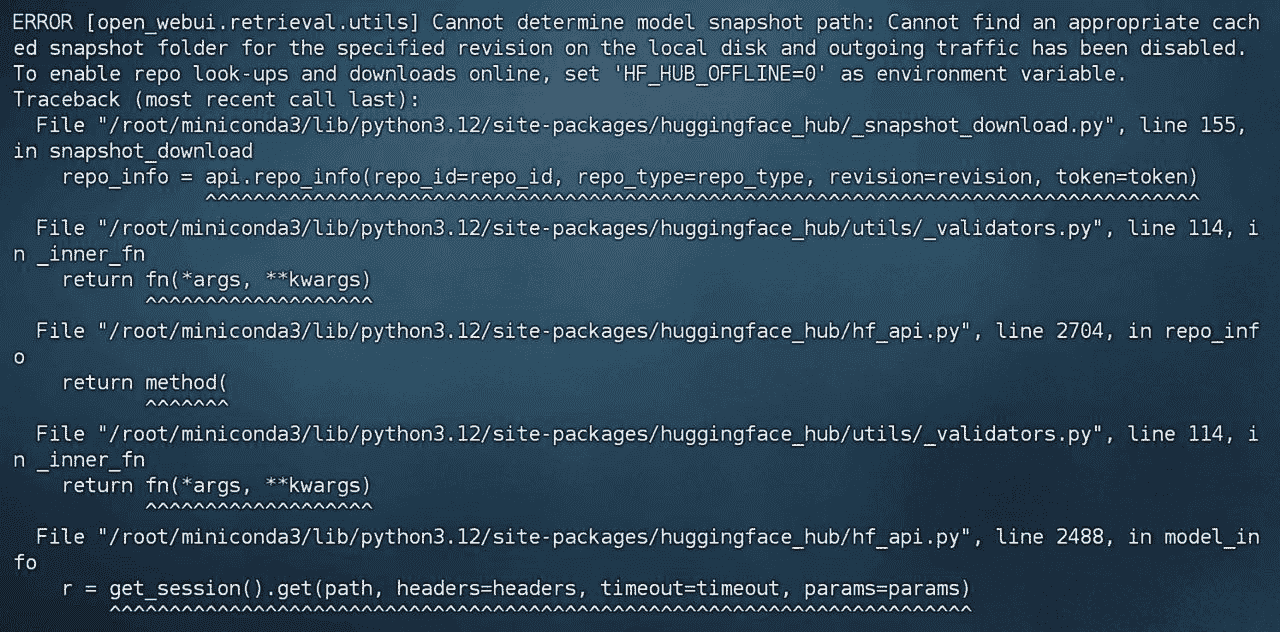 ERROR [open_webui.retrieval.utils] Cannot determine model snapshot path: Cannot find an appropriate cach
ed snapshot folder for the specified revision on the local disk and outgoing traffic has been disabled.
To enable repo look-ups and downloads online, set 'HF_HUB_OFFLINE=0' as environment variable.
Traceback (most recent call last):
  File "/root/miniconda3/lib/python3.12/site-packages/huggingface_hub/_snapshot_download.py", line 155,
in snapshot_download
    repo_info = api.repo_info(repo_id=repo_id, repo_type=repo_type, revision=revision, token=token)
                ^^^^^^^^^^^^^^^^^^^^^^^^^^^^^^^^^^^^^^^^^^^^^^^^^^^^^^^^^^^^^^^^^^^^^^^^^^^^^^^^^^^
  File "/root/miniconda3/lib/python3.12/site-packages/huggingface_hub/utils/_validators.py", line 114, i
n _inner_fn
    return fn(*args, **kwargs)
           ^^^^^^^^^^^^^^^^^^^
  File "/root/miniconda3/lib/python3.12/site-packages/huggingface_hub/hf_api.py", line 2704, in repo_inf
o
    return method(
           ^^^^^^^
  File "/root/miniconda3/lib/python3.12/site-packages/huggingface_hub/utils/_validators.py", line 114, i
n _inner_fn
    return fn(*args, **kwargs)
           ^^^^^^^^^^^^^^^^^^^
  File "/root/miniconda3/lib/python3.12/site-packages/huggingface_hub/hf_api.py", line 2488, in model_in
fo
    r = get_session().get(path, headers=headers, timeout=timeout, params=params)
        ^^^^^^^^^^^^^^^^^^^^^^^^^^^^^^^^^^^^^^^^^^^^^^^^^^^^^^^^^^^^^^^^^^^^^^^^